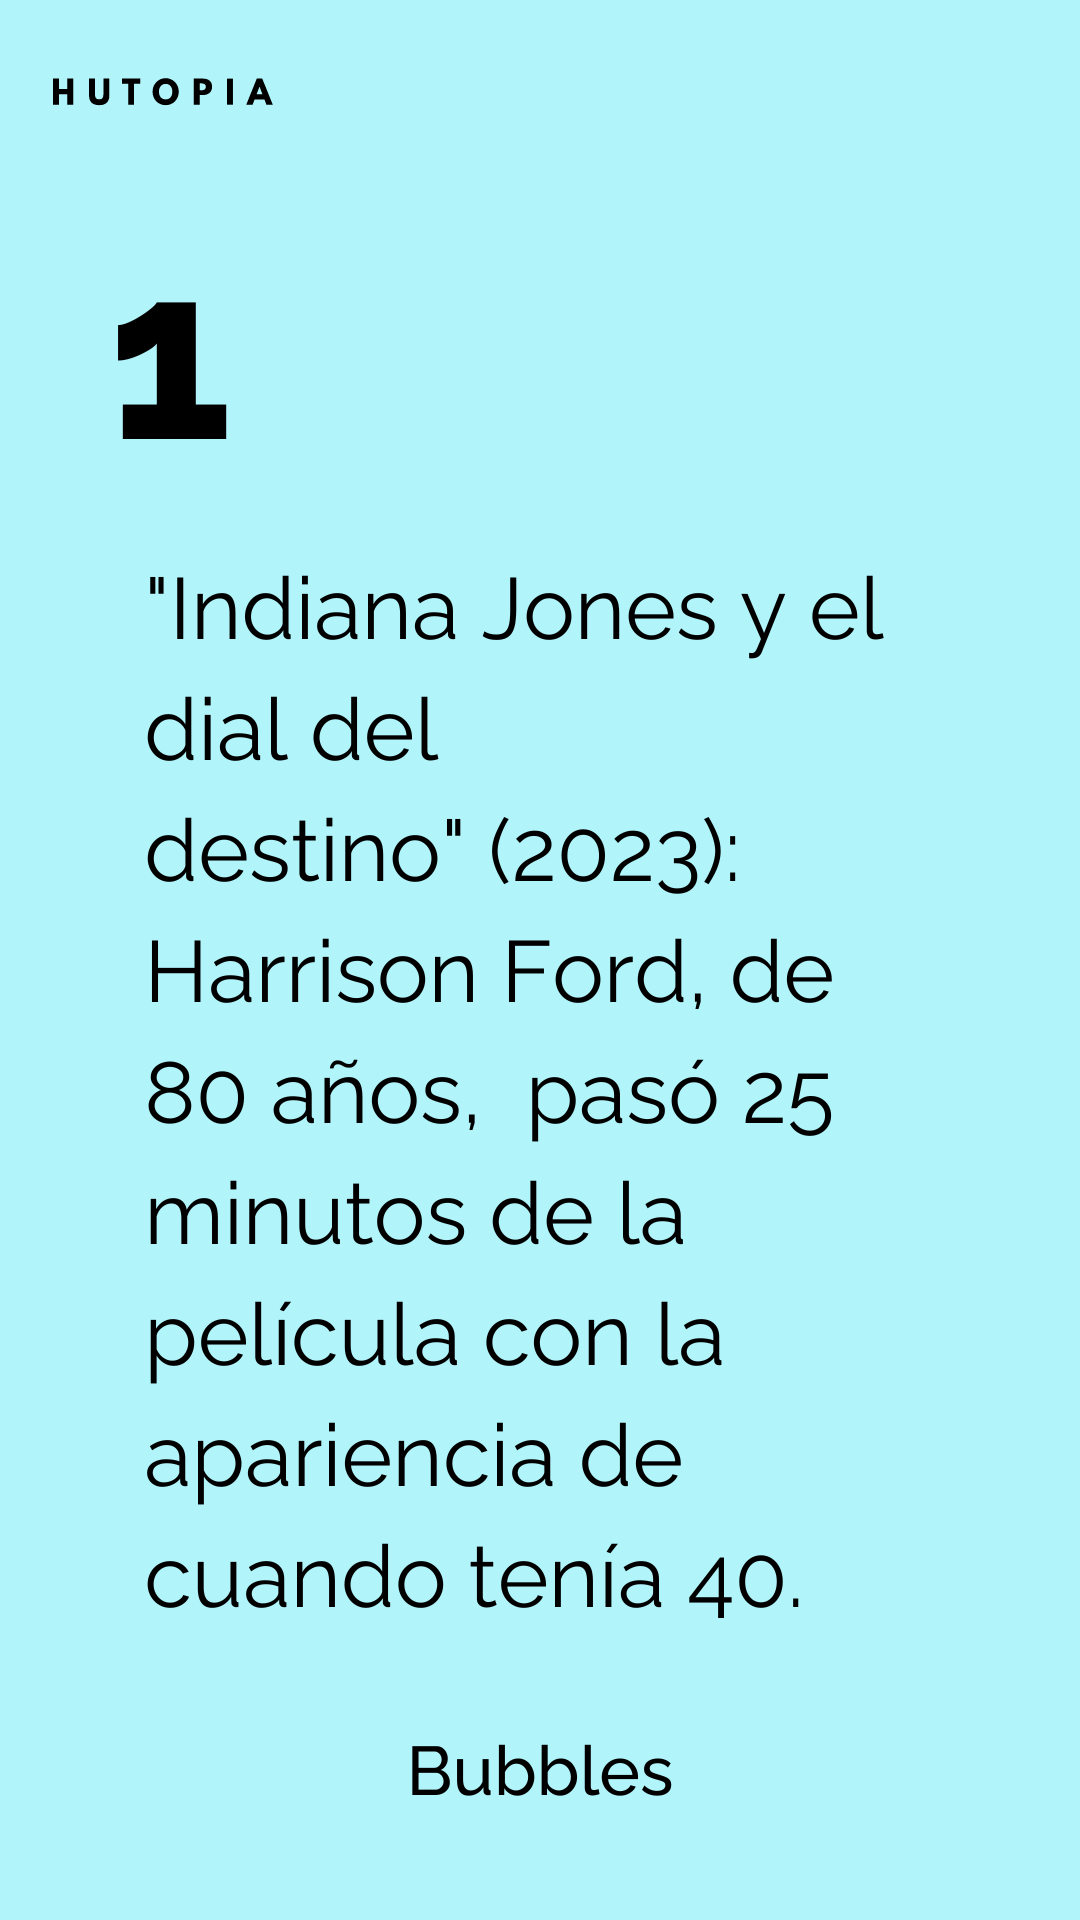 HUTOPIA
1
"Indiana Jones y el
dial del
destino" (2023):
Harrison Ford, de
80 años,  pasó 25
minutos de la
película con la
apariencia de
cuando tenía 40.
Bubbles